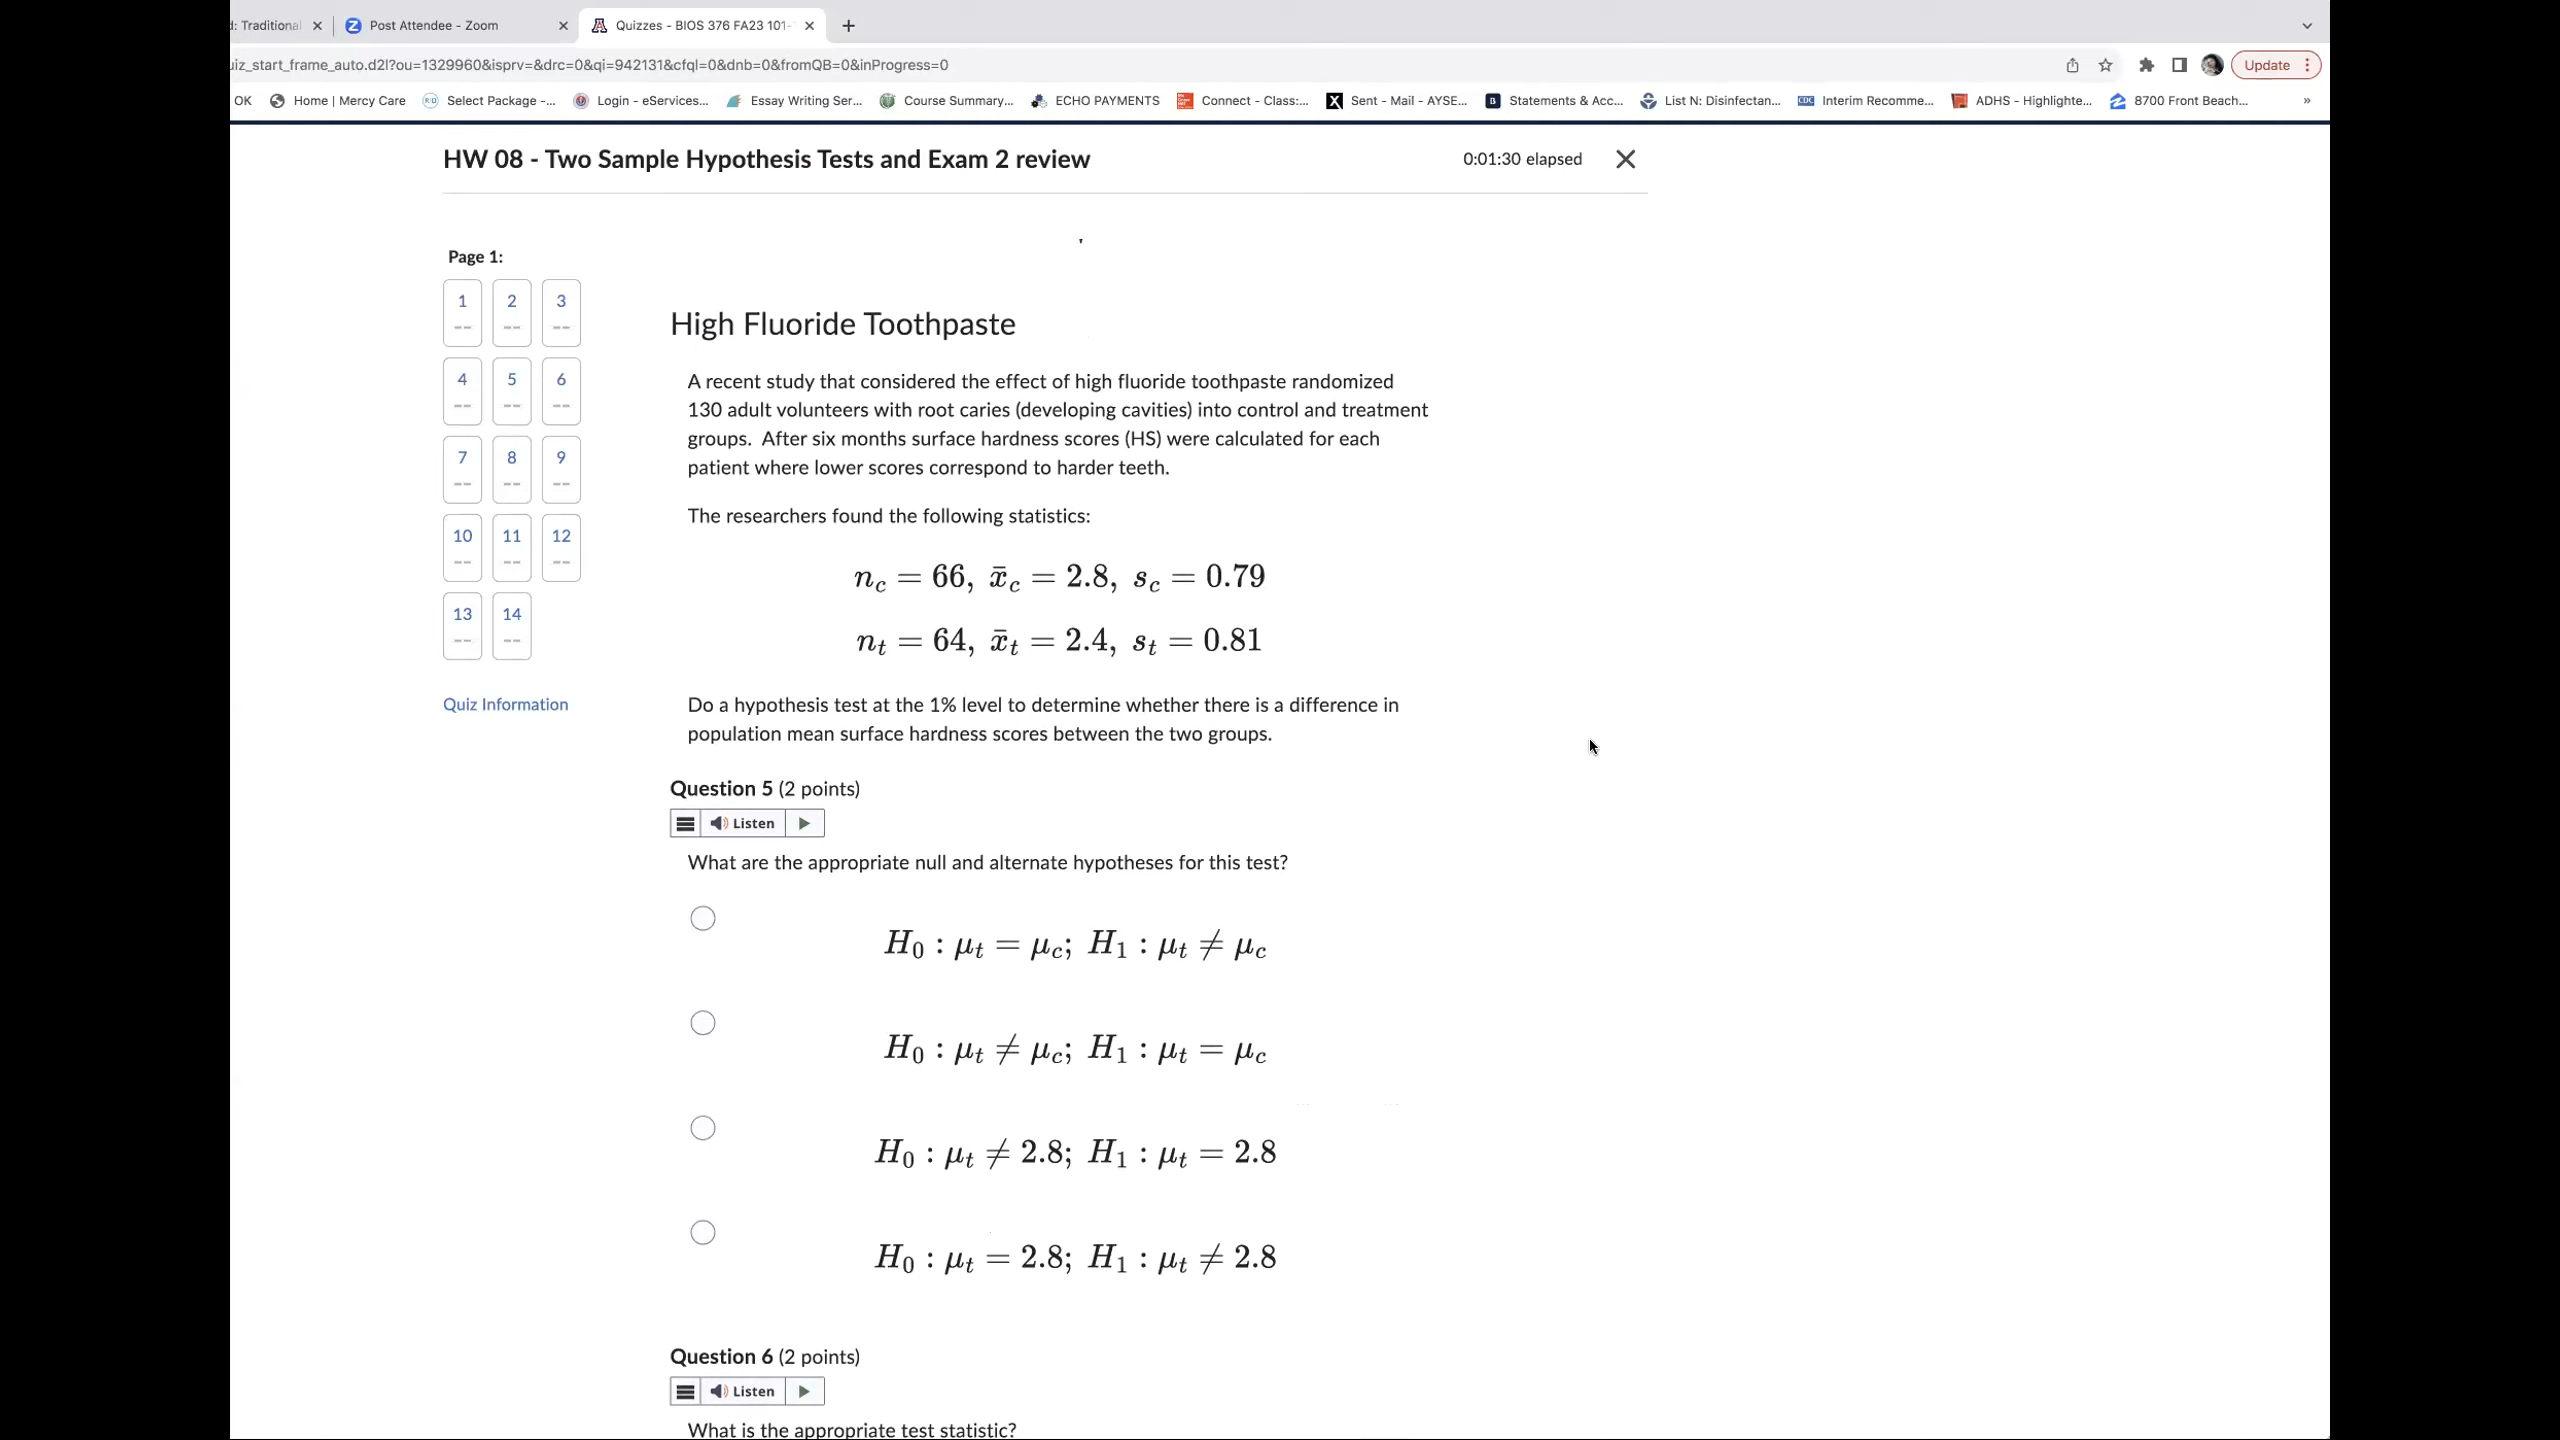 d: Traditional
Post Attendee - Zoom
Quizzes - BIOS 376 FA23 101-
uiz_start_frame_auto.d2l?ou=1329960&isprv=&drc=0&qi=942131&cfql=0&dnb=0&fromQB=0&inProgress=0
Update
OK Home | Mercy Care Select Package -... Login - eServices... Essay Writing Ser... Course Summary... ECHO PAYMENTS Connect - Class:... Sent - Mail - AYSE... Statements & Acc... List N: Disinfectan... Interim Recomme... ADHS - Highlighte... 8700 Front Beach... »
HW 08 - Two Sample Hypothesis Tests and Exam 2 review
0:01:30 elapsed
Page 1:
1 2 3
-- -- --
4 5 6
-- -- --
7 8 9
-- -- --
10 11 12
-- -- --
13 14
-- --
Quiz Information
High Fluoride Toothpaste
A recent study that considered the effect of high fluoride toothpaste randomized
130 adult volunteers with root caries (developing cavities) into control and treatment
groups.  After six months surface hardness scores (HS) were calculated for each
patient where lower scores correspond to harder teeth.
The researchers found the following statistics:
n_c = 66, x̄_c = 2.8, s_c = 0.79
n_t = 64, x̄_t = 2.4, s_t = 0.81
Do a hypothesis test at the 1% level to determine whether there is a difference in
population mean surface hardness scores between the two groups.
Question 5 (2 points)
Listen
What are the appropriate null and alternate hypotheses for this test?
H₀ : μ_t = μ_c; H₁ : μ_t ≠ μ_c
H₀ : μ_t ≠ μ_c; H₁ : μ_t = μ_c
H₀ : μ_t ≠ 2.8; H₁ : μ_t = 2.8
H₀ : μ_t = 2.8; H₁ : μ_t ≠ 2.8
Question 6 (2 points)
Listen
What is the appropriate test statistic?